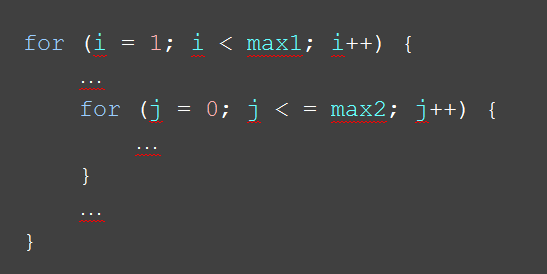 for (i = 1; i < max1; i++) {
…
for (j = 0; j < = max2; j++) {
…
}
…
}